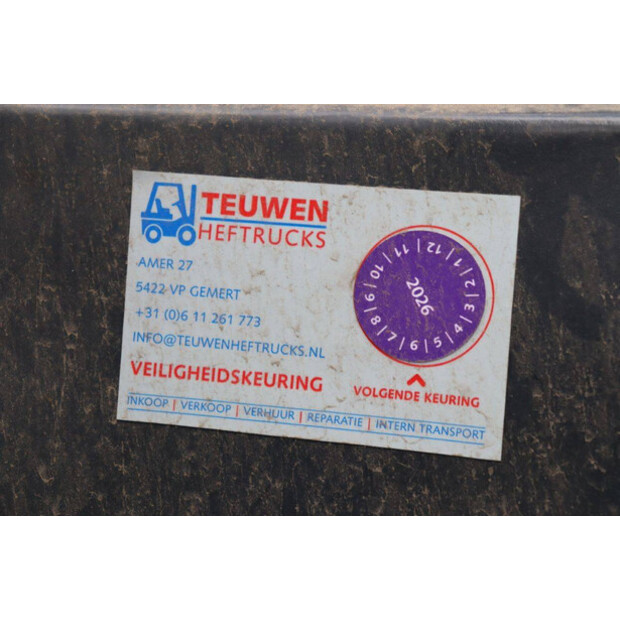 TEUWEN
HEFTRUCKS
AMER 27
5422 VP GEMERT
+31 (0)6 11 261 773
INFO@TEUWENHEFTRUCKS.NL
VEILIGHEIDSKEURING
1 | 2 | 3 | 4 | 5 | 6 | 7 | 8 | 9 | 10 | 11 | 12
2026
VOLGENDE KEURING
INKOOP | VERKOOP | VERHUUR | REPARATIE | INTERN TRANSPORT